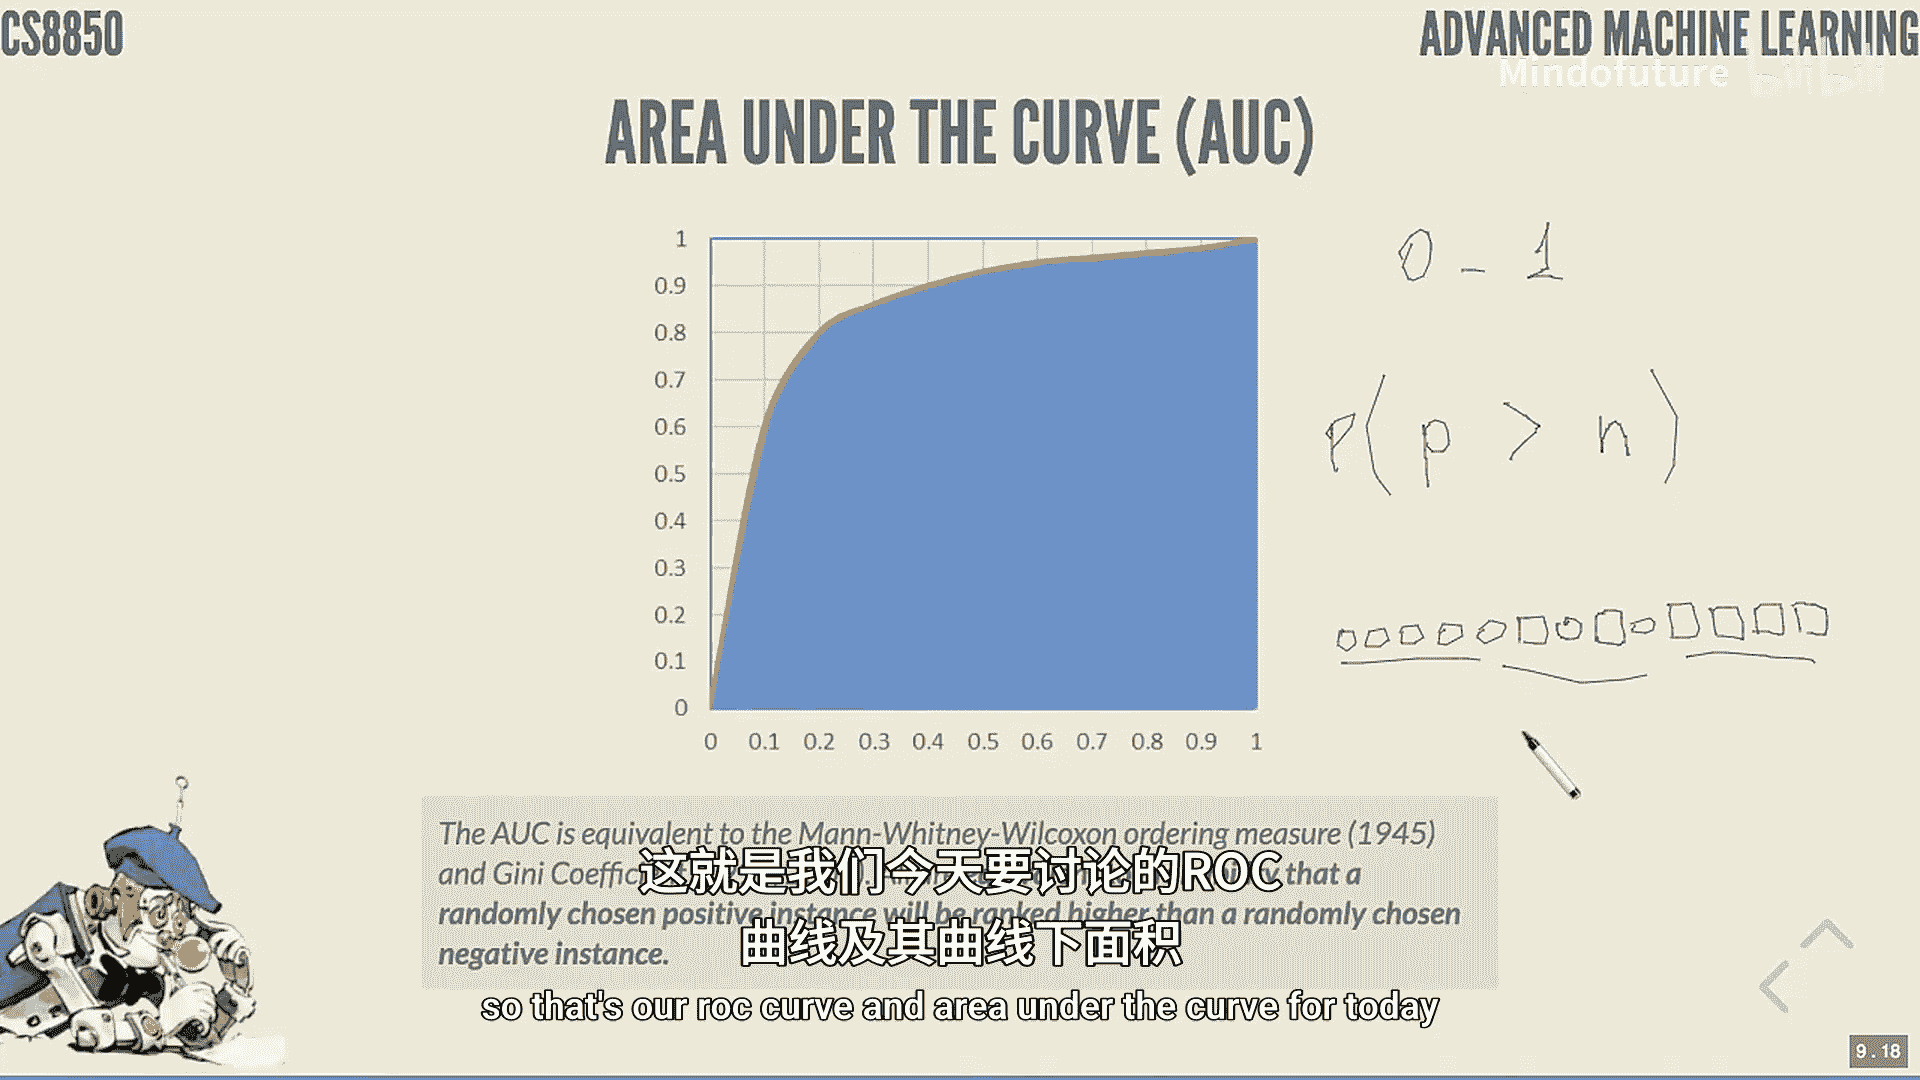 CS8850
ADVANCED MACHINE LEARNING
Mindofuture
AREA UNDER THE CURVE (AUC)
1
0.9
0.8
0.7
0.6
0.5
0.4
0.3
0.2
0.1
0
0 0.1 0.2 0.3 0.4 0.5 0.6 0.7 0.8 0.9 1
0 - 1
P( p > n )
The AUC is equivalent to the Mann-Whitney-Wilcoxon ordering measure (1945)
and Gini that a
randomly chosen positive instance will be ranked higher than a randomly chosen
negative instance.
这就是我们今天要讨论的ROC
曲线及其曲线下面积
so that's our roc curve and area under the curve for today
9.18